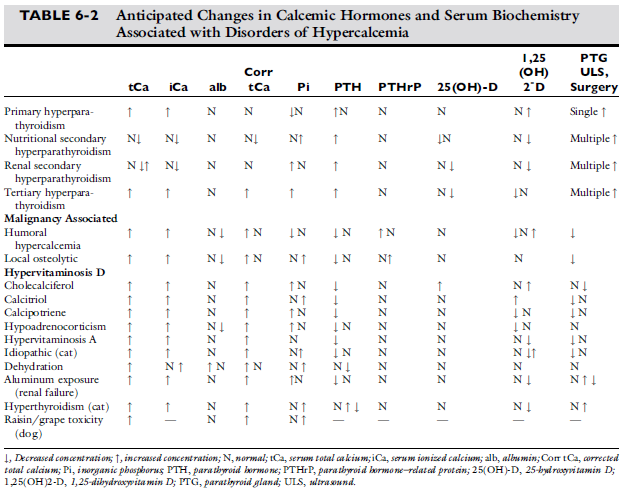 TABLE 6-2 Anticipated Changes in Calcemic Hormones and Serum Biochemistry
Associated with Disorders of Hypercalcemia
tCa iCa alb Corr tCa Pi PTH PTHrP 25(OH)-D 1,25 (OH) 2-D PTG ULS, Surgery
Primary hyperpara- ↑ ↑ N N ↓N ↑N N N N ↑ Single ↑
thyroidism
Nutritional secondary N↓ N↓ N N↓ N↑ ↑ N ↓N N ↓ Multiple ↑
hyperparathyroidism
Renal secondary N ↓↑ N↓ N N ↑N ↑ N N ↓ N ↓ Multiple ↑
hyperparathyroidism
Tertiary hyperpara- ↑ ↑ N ↑ ↑ ↑ N N ↓ ↓N Multiple ↑
thyroidism
Malignancy Associated
Humoral ↑ ↑ N ↓ ↑ N ↓ N ↓ N ↑ N N ↓N ↑ ↓
hypercalcemia
Local osteolytic ↑ ↑ N ↓ ↑ N N ↑ ↓ N N↑ N N ↓
Hypervitaminosis D
Cholecalciferol ↑ ↑ N ↑ ↑ N ↓ N ↑ N ↑ N ↓
Calcitriol ↑ ↑ N ↑ N ↑ ↓ N N ↑ ↓ N
Calcipotriene ↑ ↑ N ↑ ↑ N ↓ N N ↓ N ↓ N
Hypoadrenocorticism ↑ ↑ N ↓ ↑ ↑ N ↓ N N N ↓ N N
Hypervitaminosis A ↑ ↑ N ↑ N ↓ N N N ↓ ↓ N
Idiopathic (cat) ↑ ↑ N ↑ N↑ ↓ N N N N ↓↑ ↓ N
Dehydration ↑ N ↑ ↑ N ↑ N ↑ N N↓ N N N N
Aluminum exposure ↑ ↑ N ↑ ↑N ↓ N N N N ↓ N ↑ ↓
(renal failure)
Hyperthyroidism (cat) ↑ ↑ N ↑ N ↑ N ↑ ↓ N N N ↓ N ↑
Raisin/grape toxicity ↑ — N ↑ N ↑ — — — — —
(dog)
↓, Decreased concentration; ↑, increased concentration; N, normal; tCa, serum total calcium; iCa, serum ionized calcium; alb, albumin; Corr tCa, corrected
total calcium; Pi, inorganic phosphorus; PTH, parathyroid hormone; PTHrP, parathyroid hormone–related protein; 25(OH)-D, 25-hydroxyvitamin D;
1,25(OH)2-D, 1,25-dihydroxyvitamin D; PTG, parathyroid gland; ULS, ultrasound.